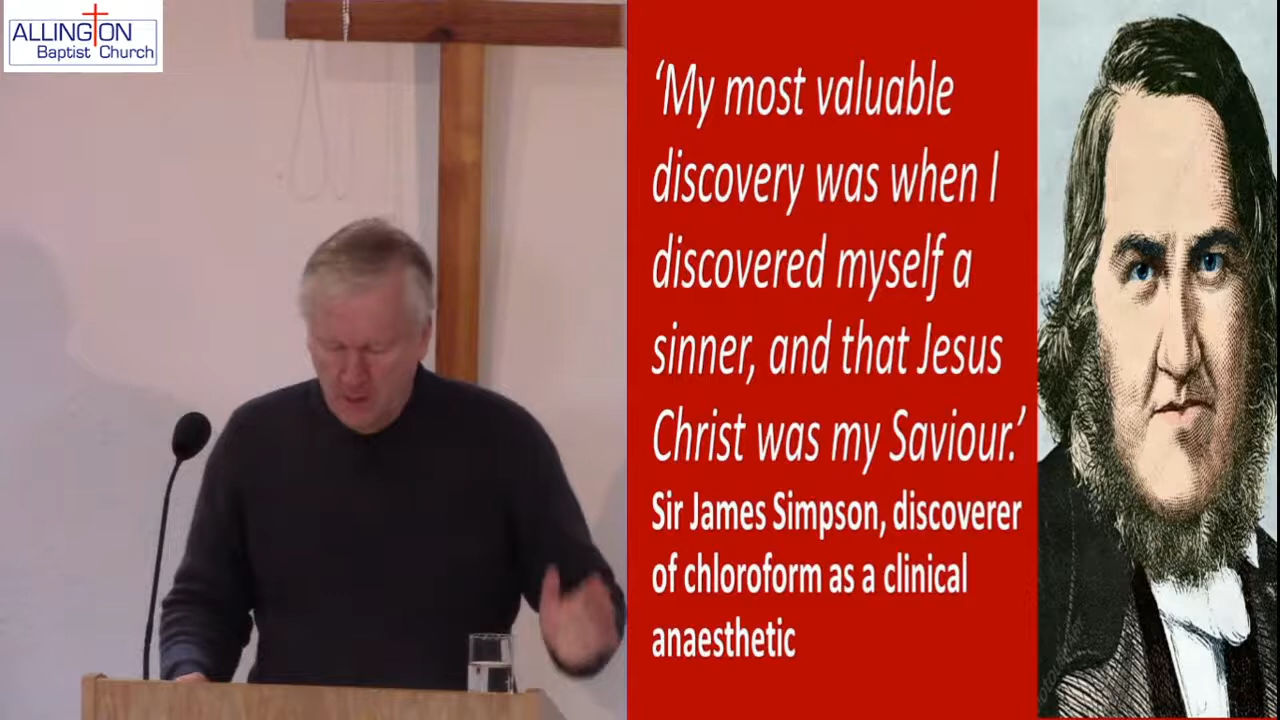 ALLINGTON
Baptist Church
‘My most valuable
discovery was when I
discovered myself a
sinner, and that Jesus
Christ was my Saviour.’
Sir James Simpson, discoverer
of chloroform as a clinical
anaesthetic